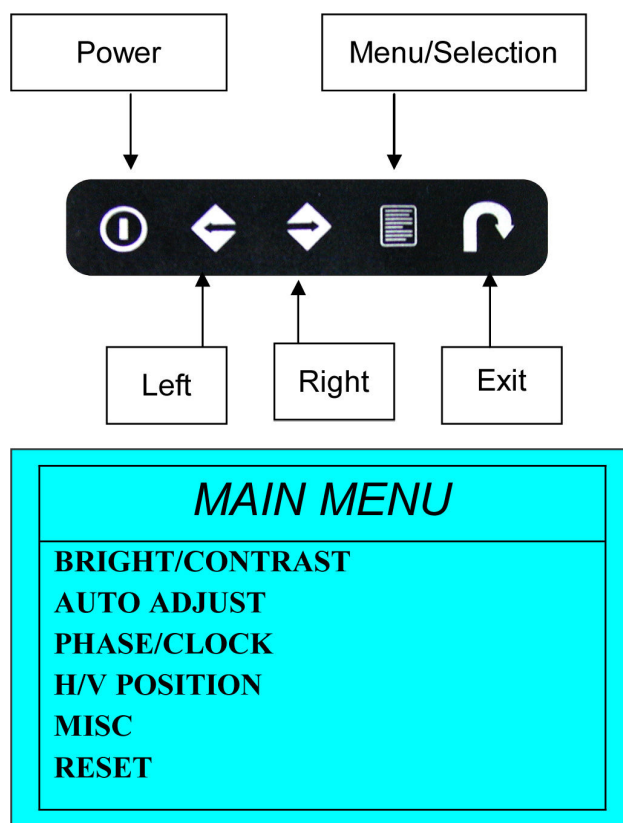 Power
Menu/Selection
Left
Right
Exit
MAIN MENU
BRIGHT/CONTRAST
AUTO ADJUST
PHASE/CLOCK
H/V POSITION
MISC
RESET